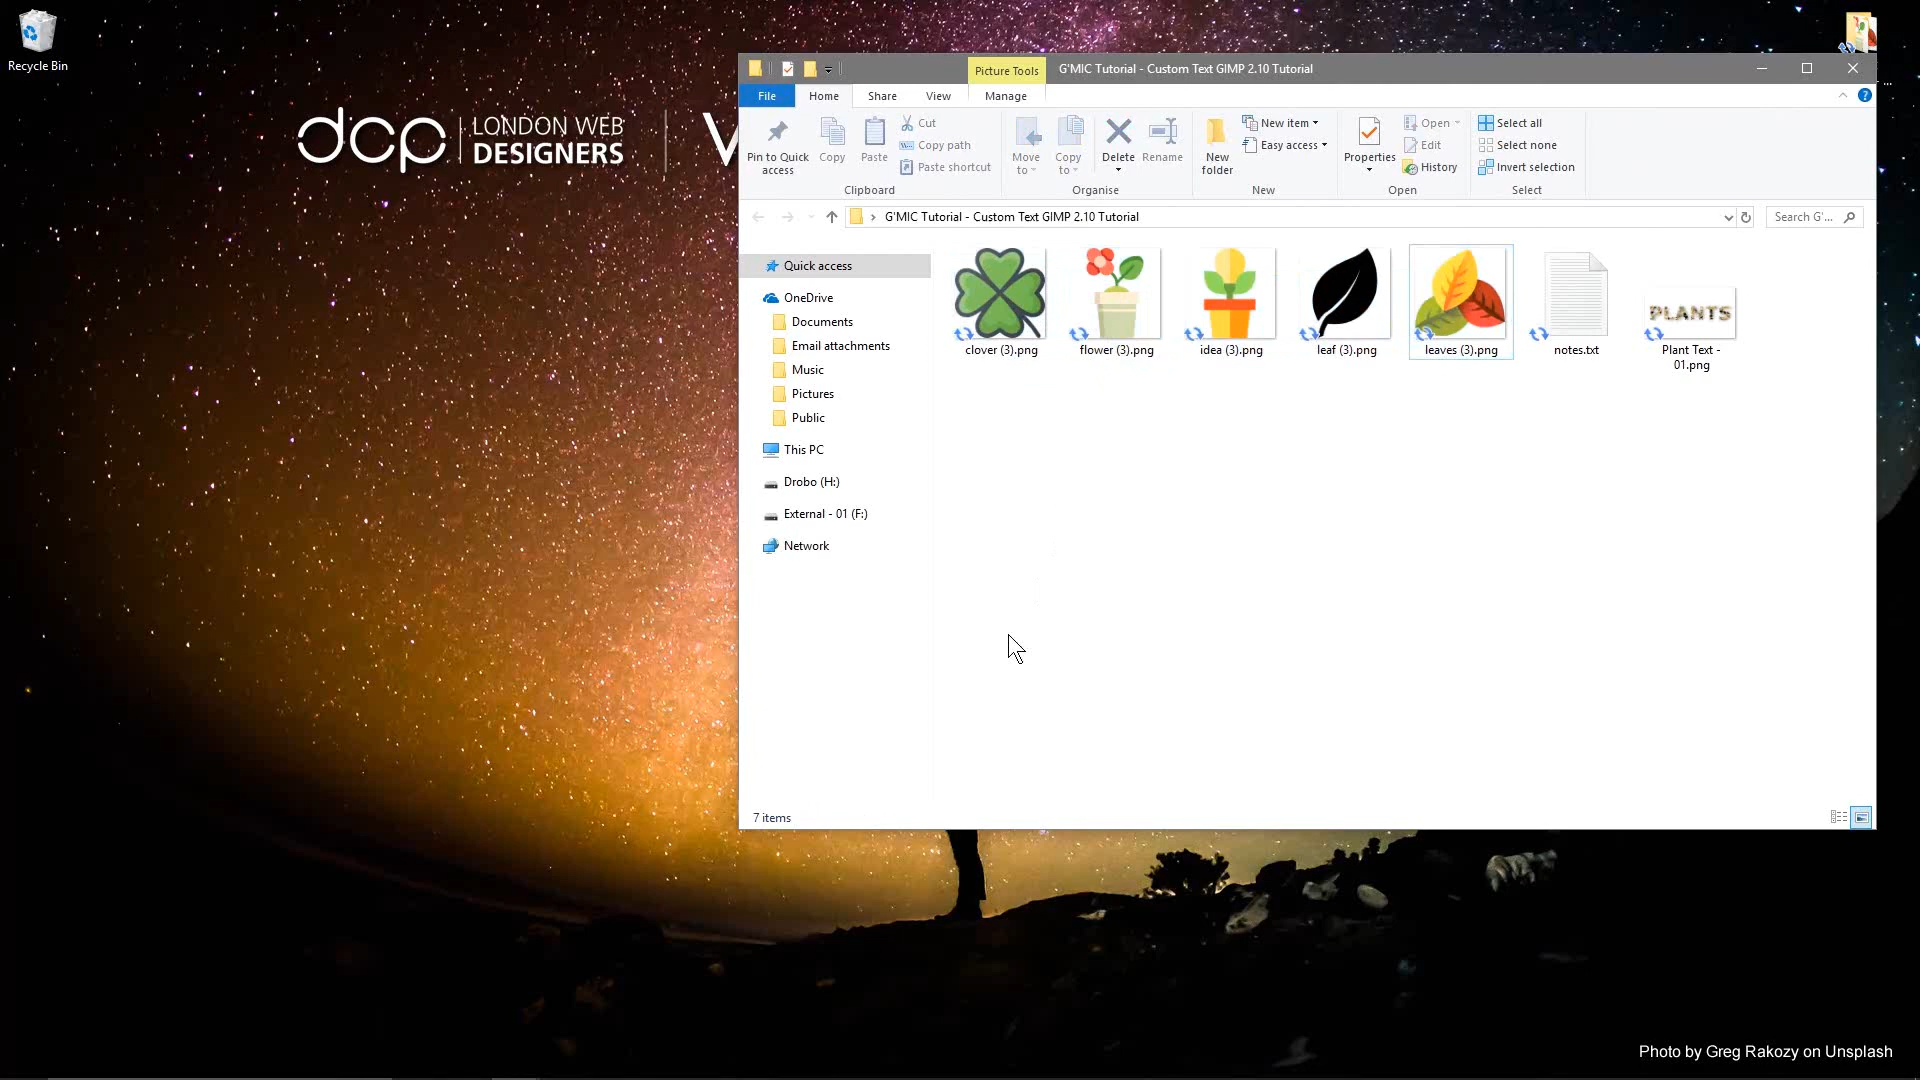 Recycle Bin
dcp
LONDON WEB
DESIGNERS
Picture Tools
G'MIC Tutorial - Custom Text GIMP 2.10 Tutorial
File
Home
Share
View
Manage
Pin to Quick access
Copy
Paste
Cut
Copy path
Paste shortcut
Clipboard
Move to
Copy to
Delete
Rename
Organise
New folder
New item
Easy access
New
Properties
Open
Edit
History
Open
Select all
Select none
Invert selection
Select
G'MIC Tutorial - Custom Text GIMP 2.10 Tutorial
Search G'...
Quick access
OneDrive
Documents
Email attachments
Music
Pictures
Public
This PC
Drobo (H:)
External - 01 (F:)
Network
clover (3).png
flower (3).png
idea (3).png
leaf (3).png
leaves (3).png
notes.txt
PLANTS
Plant Text -
01.png
7 items
Photo by Greg Rakozy on Unsplash